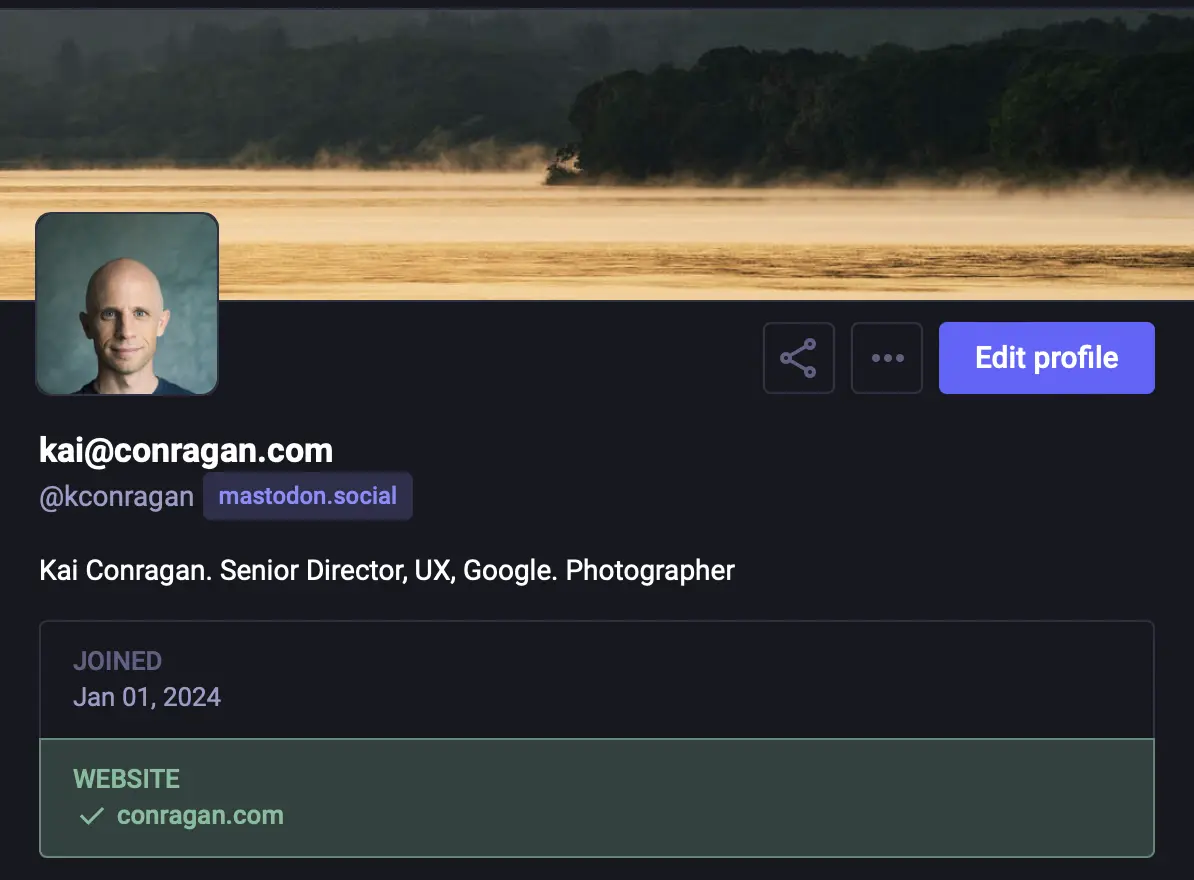 Edit profile
kai@conragan.com
@kconragan mastodon.social
Kai Conragan. Senior Director, UX, Google. Photographer
JOINED
Jan 01, 2024
WEBSITE
✓ conragan.com